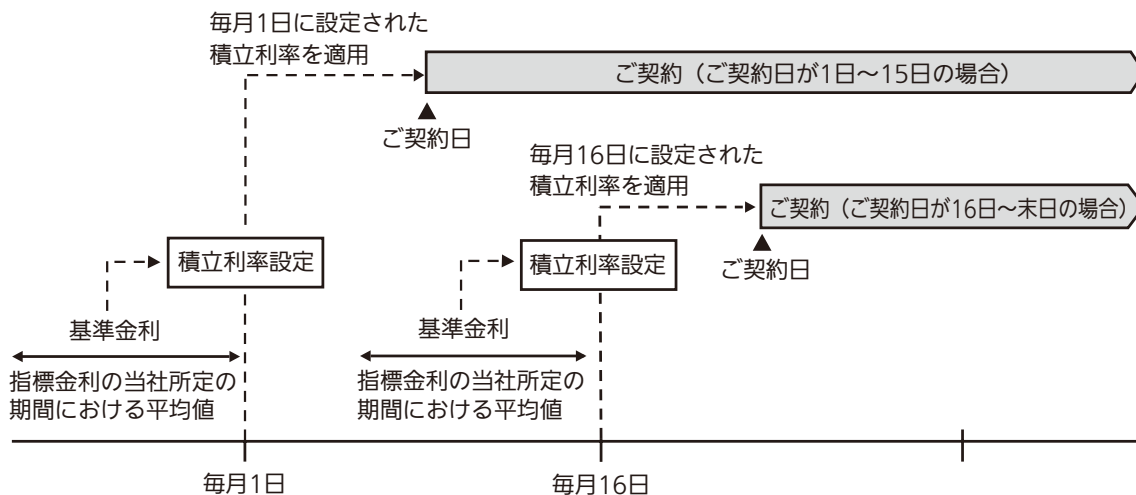 毎月1日に設定された
積立利率を適用
ご契約（ご契約日が1日～15日の場合）
ご契約日
毎月16日に設定された
積立利率を適用
ご契約（ご契約日が16日～末日の場合）
ご契約日
積立利率設定
積立利率設定
基準金利
基準金利
指標金利の当社所定の
期間における平均値
指標金利の当社所定の
期間における平均値
毎月1日
毎月16日